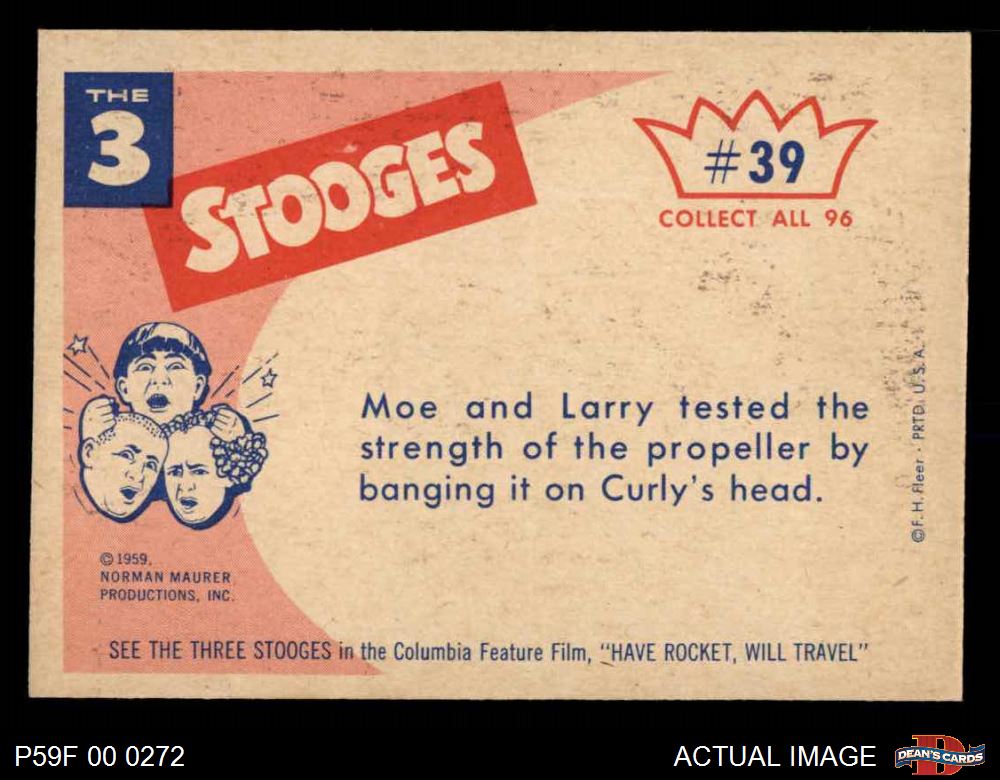 THE
3
STOOGES
#39
COLLECT ALL 96
Moe and Larry tested the
strength of the propeller by
banging it on Curly's head.
© F. H. Fleer · PRTD. U. S. A.
© 1959,
NORMAN MAURER
PRODUCTIONS, INC.
SEE THE THREE STOOGES in the Columbia Feature Film, "HAVE ROCKET, WILL TRAVEL"
P59F 00 0272
ACTUAL IMAGE
D
DEAN'S CARDS